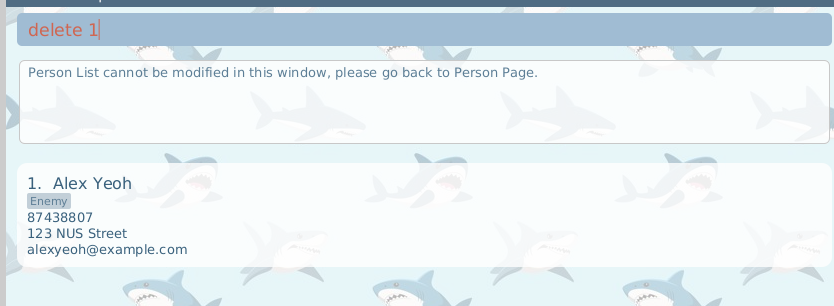 delete 1
Person List cannot be modified in this window, please go back to Person Page.
1. Alex Yeoh
Enemy
87438807
123 NUS Street
alexyeoh@example.com